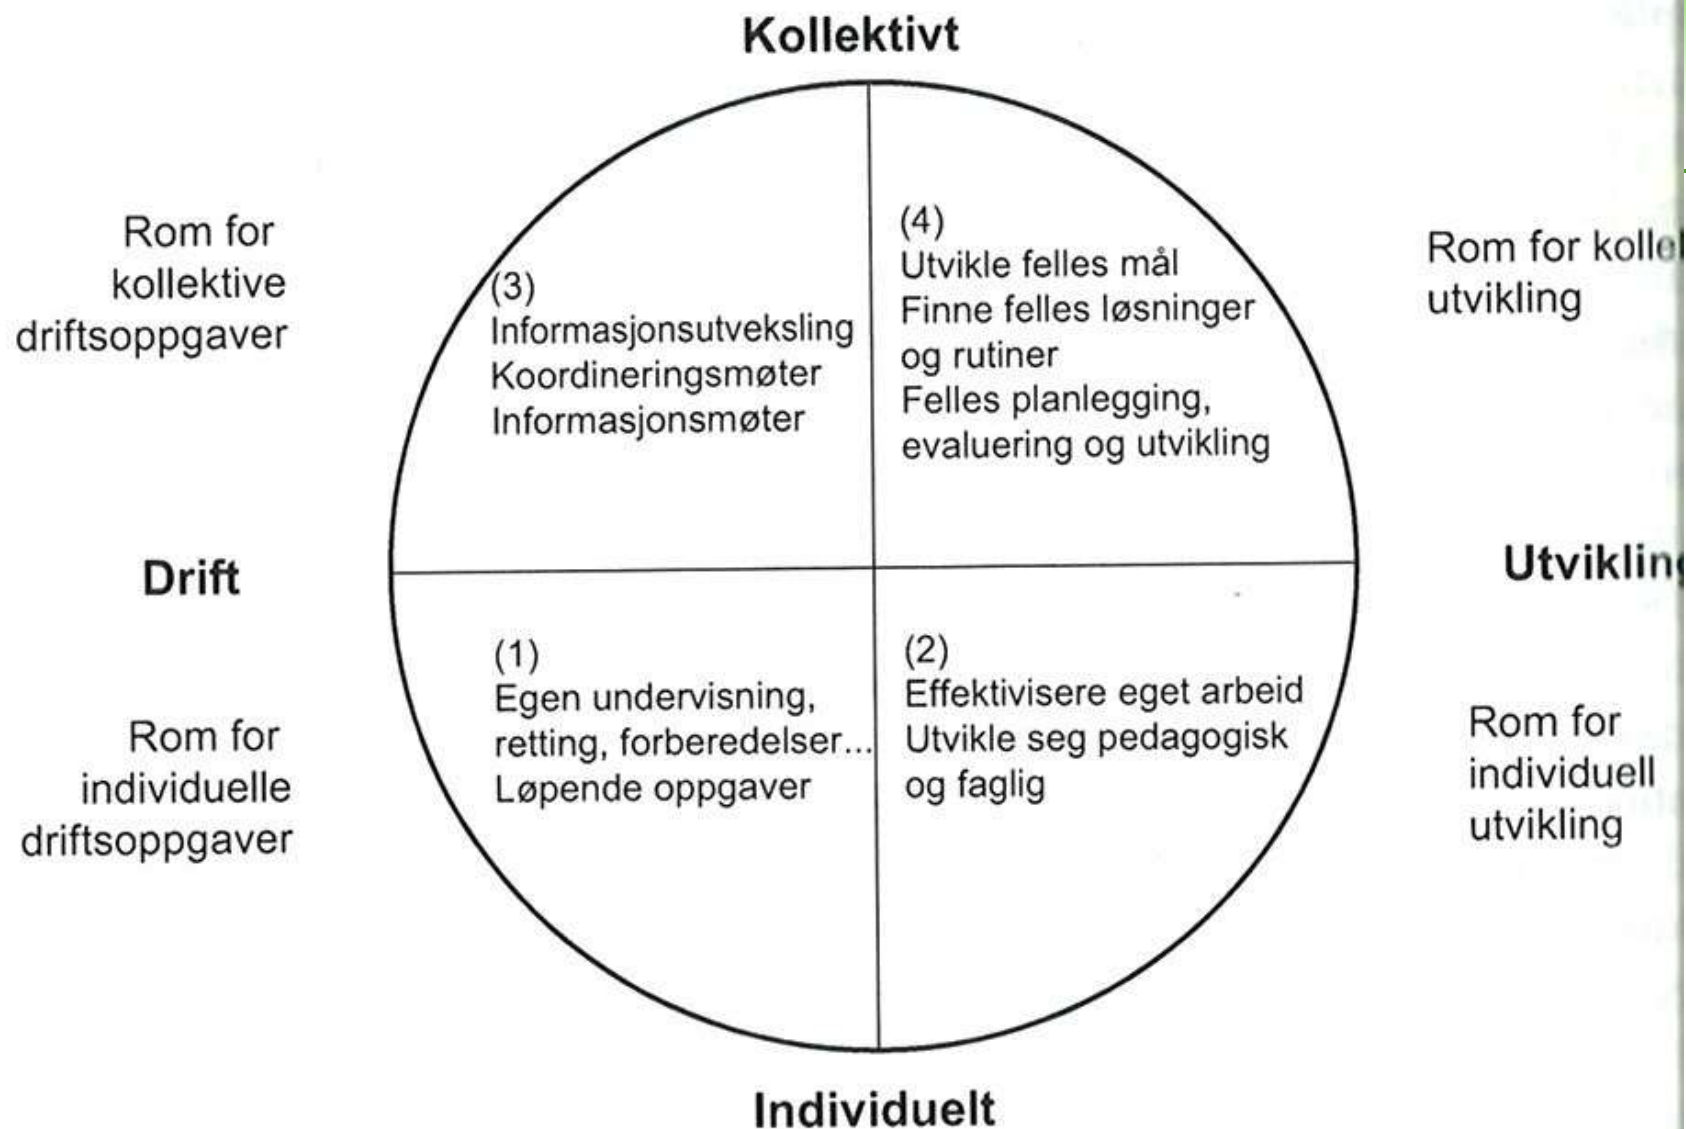 Kollektivt
Rom for
kollektive
driftsoppgaver
(3)
Informasjonsutveksling
Koordineringsmøter
Informasjonsmøter
(4)
Utvikle felles mål
Finne felles løsninger
og rutiner
Felles planlegging,
evaluering og utvikling
Rom for
utvikling
Drift
Utvikling
Rom for
individuelle
driftsoppgaver
(1)
Egen undervisning,
retting, forberedelser...
Løpende oppgaver
(2)
Effektivisere eget arbeid
Utvikle seg pedagogisk
og faglig
Rom for
individuell
utvikling
Individuelt